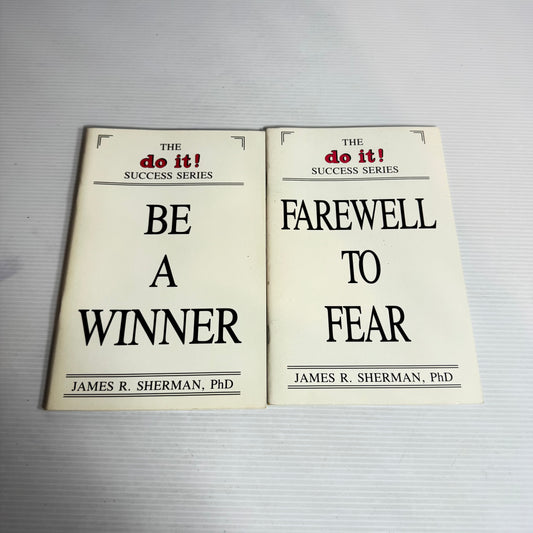 THE
do it!
SUCCESS SERIES
BE
A
WINNER
JAMES R. SHERMAN, PhD
THE
do it!
SUCCESS SERIES
FAREWELL
TO
FEAR
JAMES R. SHERMAN, PhD